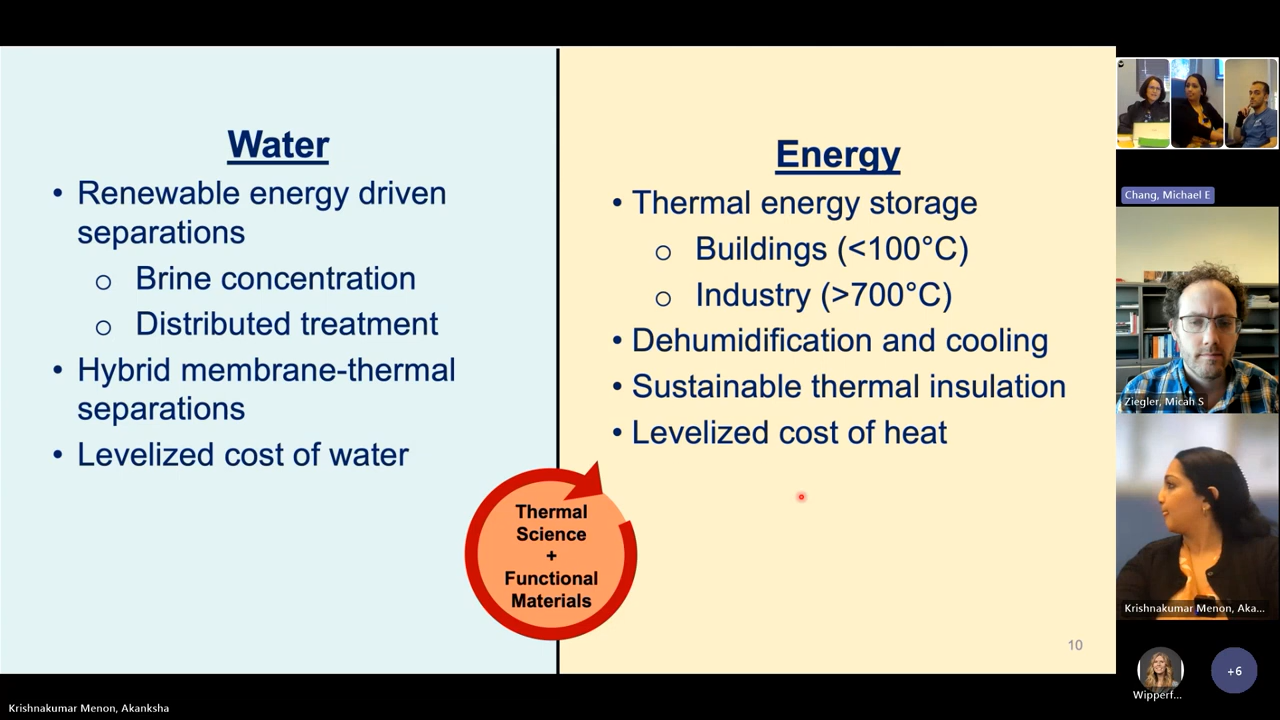 Water
• Renewable energy driven
separations
o Brine concentration
o Distributed treatment
• Hybrid membrane-thermal
separations
• Levelized cost of water
Energy
• Thermal energy storage
o Buildings (<100°C)
o Industry (>700°C)
• Dehumidification and cooling
• Sustainable thermal insulation
• Levelized cost of heat
Thermal
Science
+
Functional
Materials
10
Chang, Michael E
Ziegler, Micah S
Krishnakumar Menon, Aka...
Wipperf...
+6
Krishnakumar Menon, Akanksha